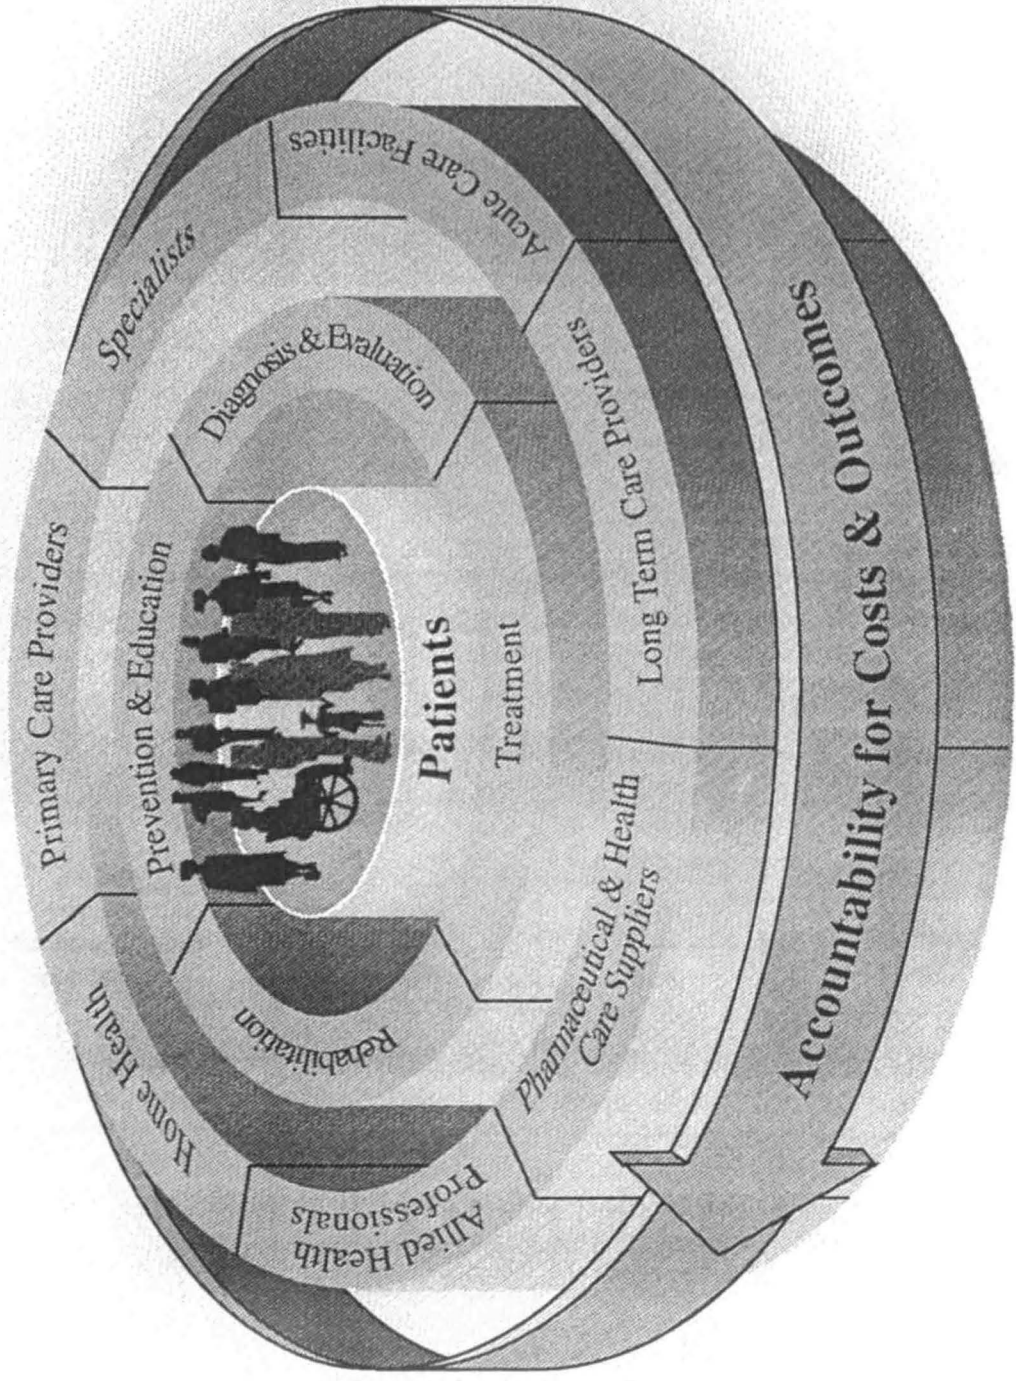 Primary Care Providers
Specialists
Acute Care Facilities
Long Term Care Providers
Pharmaceutical & Health
Care Suppliers
Allied Health
Professionals
Home Health
Prevention & Education
Diagnosis & Evaluation
Treatment
Rehabilitation
Patients
Accountability for Costs & Outcomes